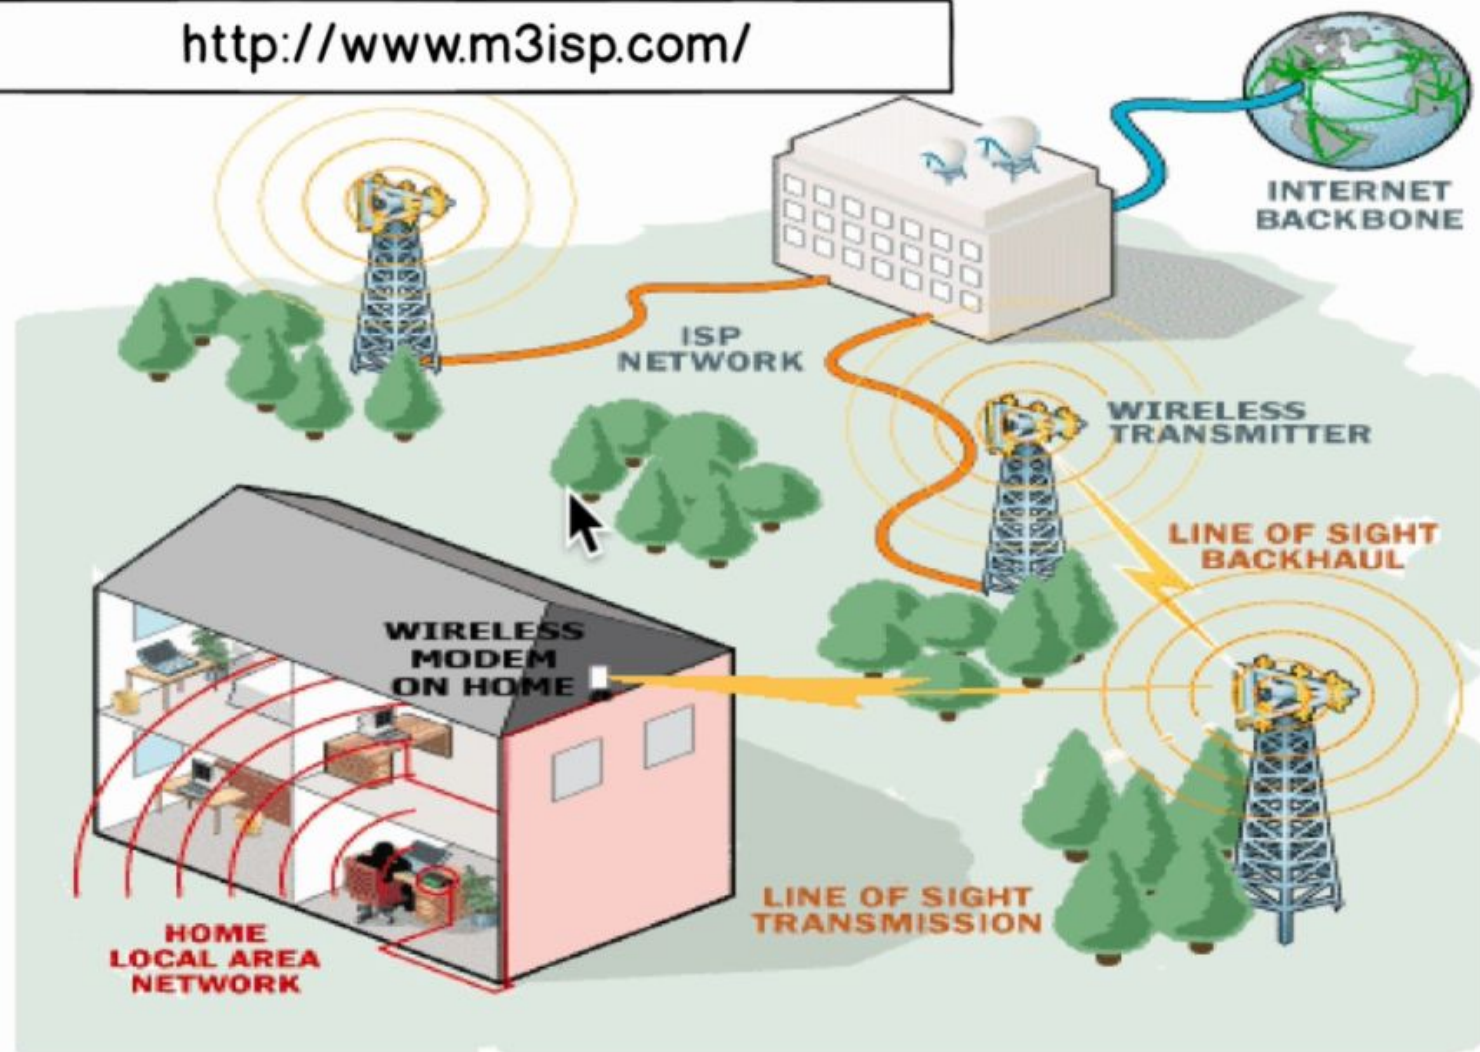 http://www.m3isp.com/
INTERNET
BACKBONE
ISP
NETWORK
WIRELESS
TRANSMITTER
LINE OF SIGHT
BACKHAUL
WIRELESS
MODEM
ON HOME
LINE OF SIGHT
TRANSMISSION
HOME
LOCAL AREA
NETWORK